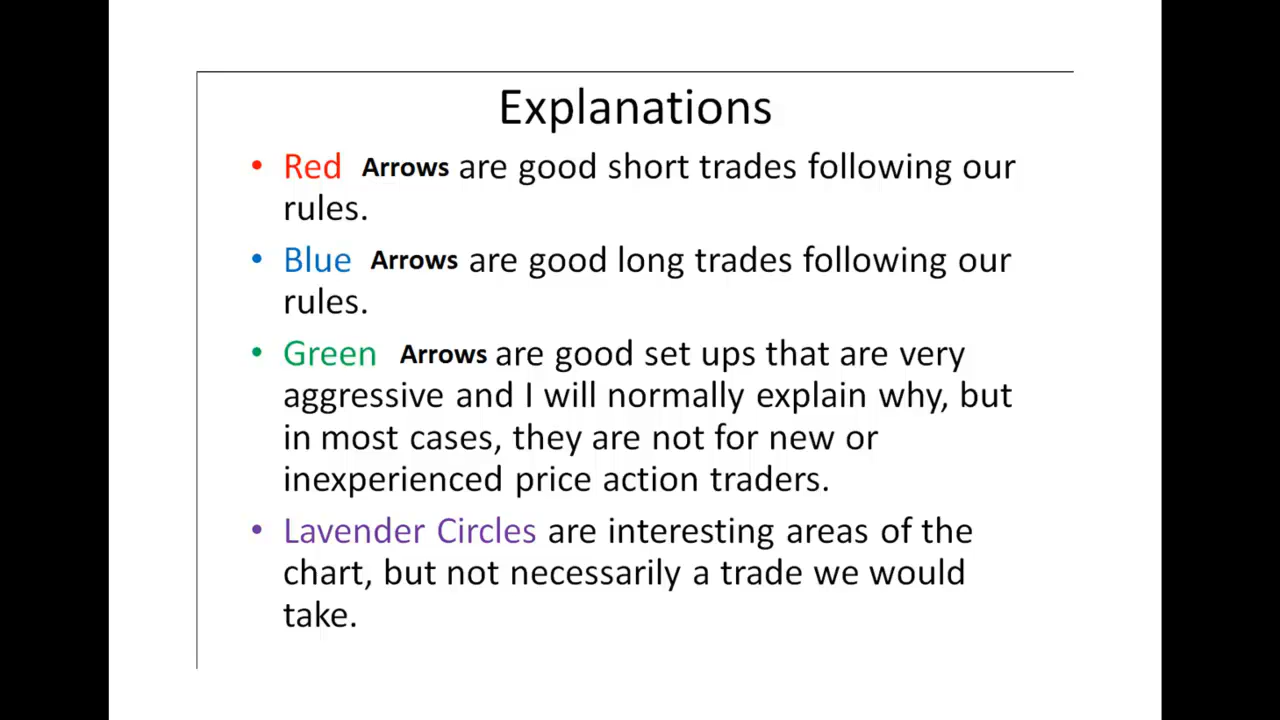 Explanations
• Red Arrows are good short trades following our
rules.
• Blue Arrows are good long trades following our
rules.
• Green Arrows are good set ups that are very
aggressive and I will normally explain why, but
in most cases, they are not for new or
inexperienced price action traders.
• Lavender Circles are interesting areas of the
chart, but not necessarily a trade we would
take.